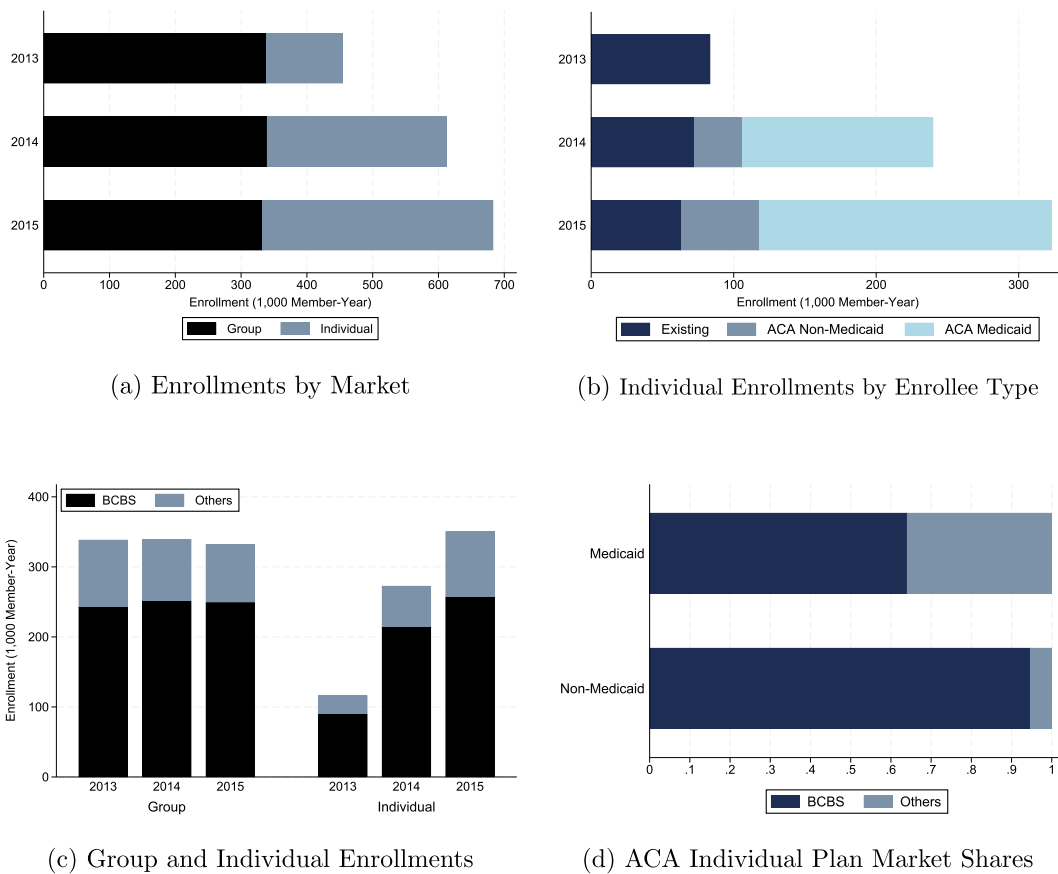 2013
2014
2015
0 100 200 300 400 500 600 700
Enrollment (1,000 Member-Year)
Group Individual
(a) Enrollments by Market
2013
2014
2015
0 100 200 300
Enrollment (1,000 Member-Year)
Existing ACA Non-Medicaid ACA Medicaid
(b) Individual Enrollments by Enrollee Type
BCBS Others
Enrollment (1,000 Member-Year)
400
300
200
100
0
2013 2014 2015 2013 2014 2015
Group Individual
(c) Group and Individual Enrollments
Medicaid
Non-Medicaid
0 .1 .2 .3 .4 .5 .6 .7 .8 .9 1
BCBS Others
(d) ACA Individual Plan Market Shares